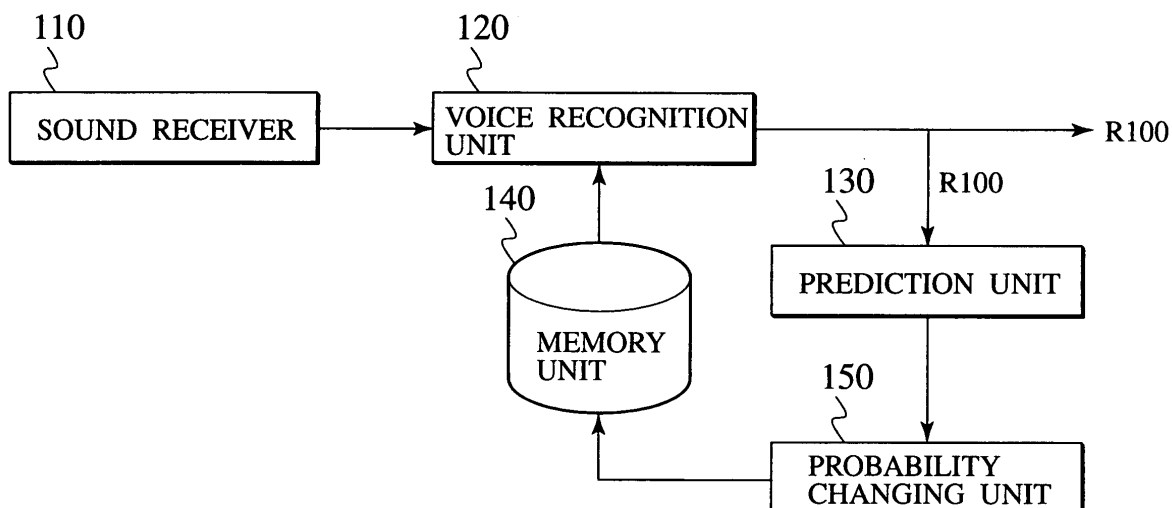 110
120
SOUND RECEIVER
VOICE RECOGNITION
UNIT
R100
R100
130
140
PREDICTION UNIT
MEMORY
UNIT
150
PROBABILITY
CHANGING UNIT